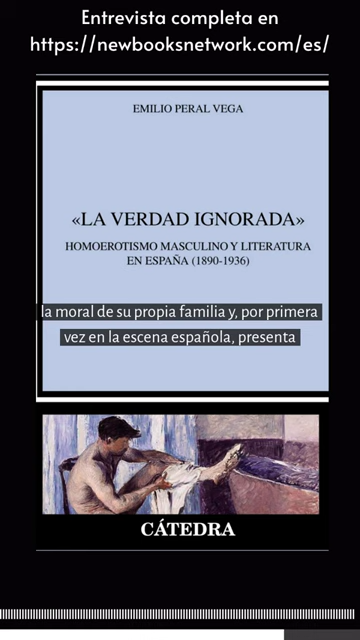 Entrevista completa en
https://newbooksnetwork.com/es/
EMILIO PERAL VEGA
«LA VERDAD IGNORADA»
HOMOEROTISMO MASCULINO Y LITERATURA
EN ESPAÑA (1890-1936)
la moral de su propia familia y, por primera
vez en la escena española, presenta
CÁTEDRA